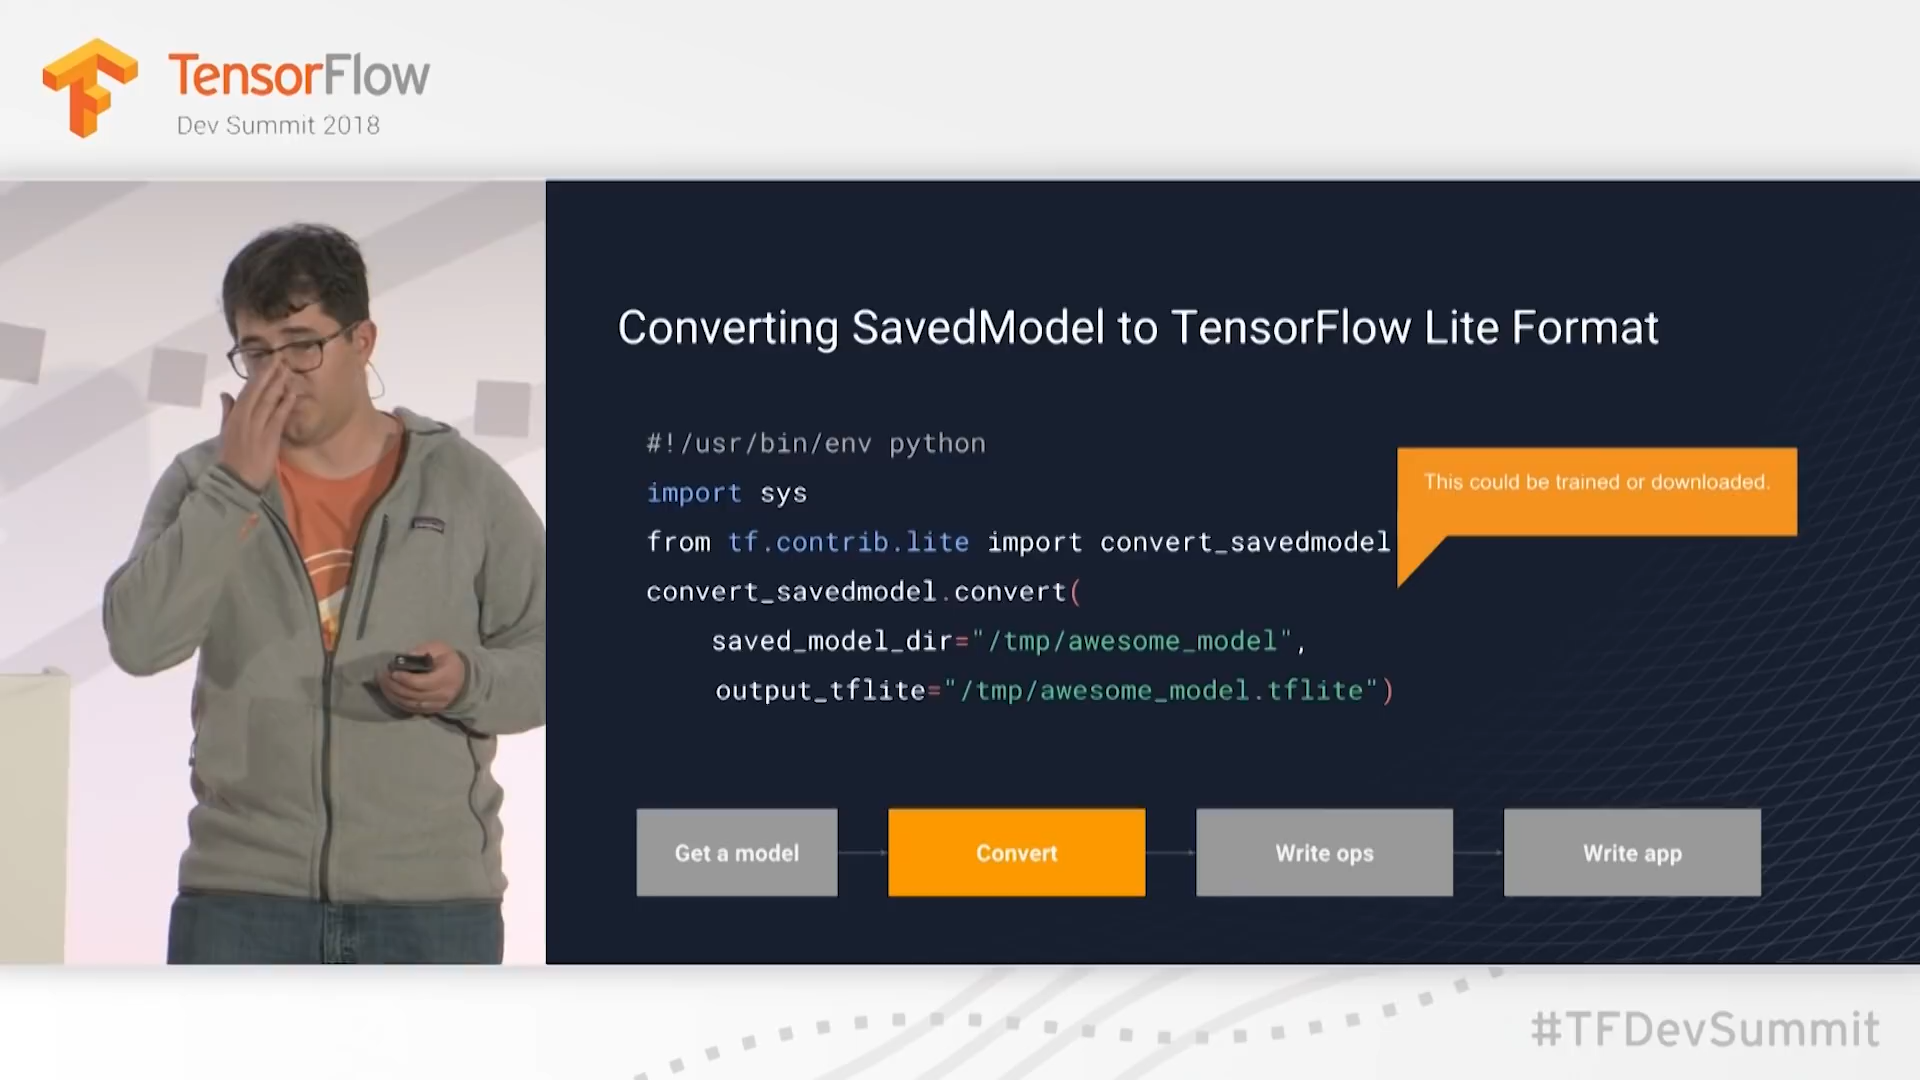 TensorFlow
Dev Summit 2018
Converting SavedModel to TensorFlow Lite Format
#!/usr/bin/env python
import sys
from tf.contrib.lite import convert_savedmodel
convert_savedmodel.convert(
saved_model_dir="/tmp/awesome_model",
output_tflite="/tmp/awesome_model.tflite")
This could be trained or downloaded.
Get a model
Convert
Write ops
Write app
#TFDevSummit